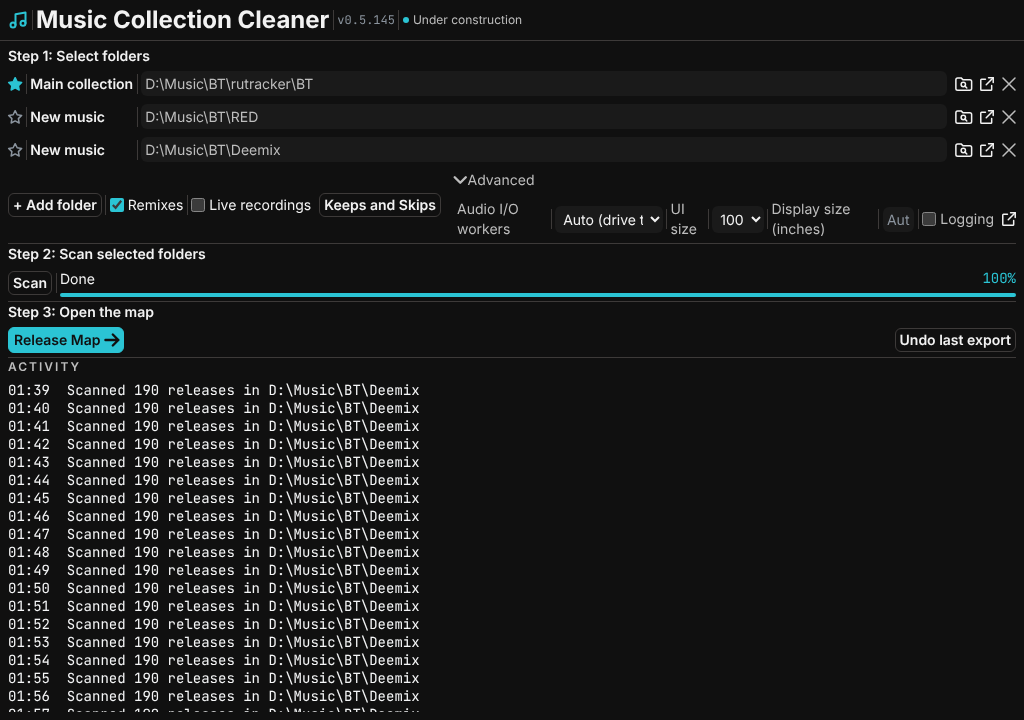 Music Collection Cleaner v0.5.145 Under construction
Step 1: Select folders
Main collection D:\Music\BT\rutracker\BT
New music D:\Music\BT\RED
New music D:\Music\BT\Deemix
Advanced
+ Add folder Remixes Live recordings Keeps and Skips Audio I/O workers Auto (drive t UI size 100 Display size (inches) Aut Logging
Step 2: Scan selected folders
Scan Done 100%
Step 3: Open the map
Release Map Undo last export
ACTIVITY
01:39 Scanned 190 releases in D:\Music\BT\Deemix
01:40 Scanned 190 releases in D:\Music\BT\Deemix
01:41 Scanned 190 releases in D:\Music\BT\Deemix
01:42 Scanned 190 releases in D:\Music\BT\Deemix
01:43 Scanned 190 releases in D:\Music\BT\Deemix
01:44 Scanned 190 releases in D:\Music\BT\Deemix
01:45 Scanned 190 releases in D:\Music\BT\Deemix
01:46 Scanned 190 releases in D:\Music\BT\Deemix
01:47 Scanned 190 releases in D:\Music\BT\Deemix
01:48 Scanned 190 releases in D:\Music\BT\Deemix
01:49 Scanned 190 releases in D:\Music\BT\Deemix
01:50 Scanned 190 releases in D:\Music\BT\Deemix
01:51 Scanned 190 releases in D:\Music\BT\Deemix
01:52 Scanned 190 releases in D:\Music\BT\Deemix
01:53 Scanned 190 releases in D:\Music\BT\Deemix
01:54 Scanned 190 releases in D:\Music\BT\Deemix
01:55 Scanned 190 releases in D:\Music\BT\Deemix
01:56 Scanned 190 releases in D:\Music\BT\Deemix